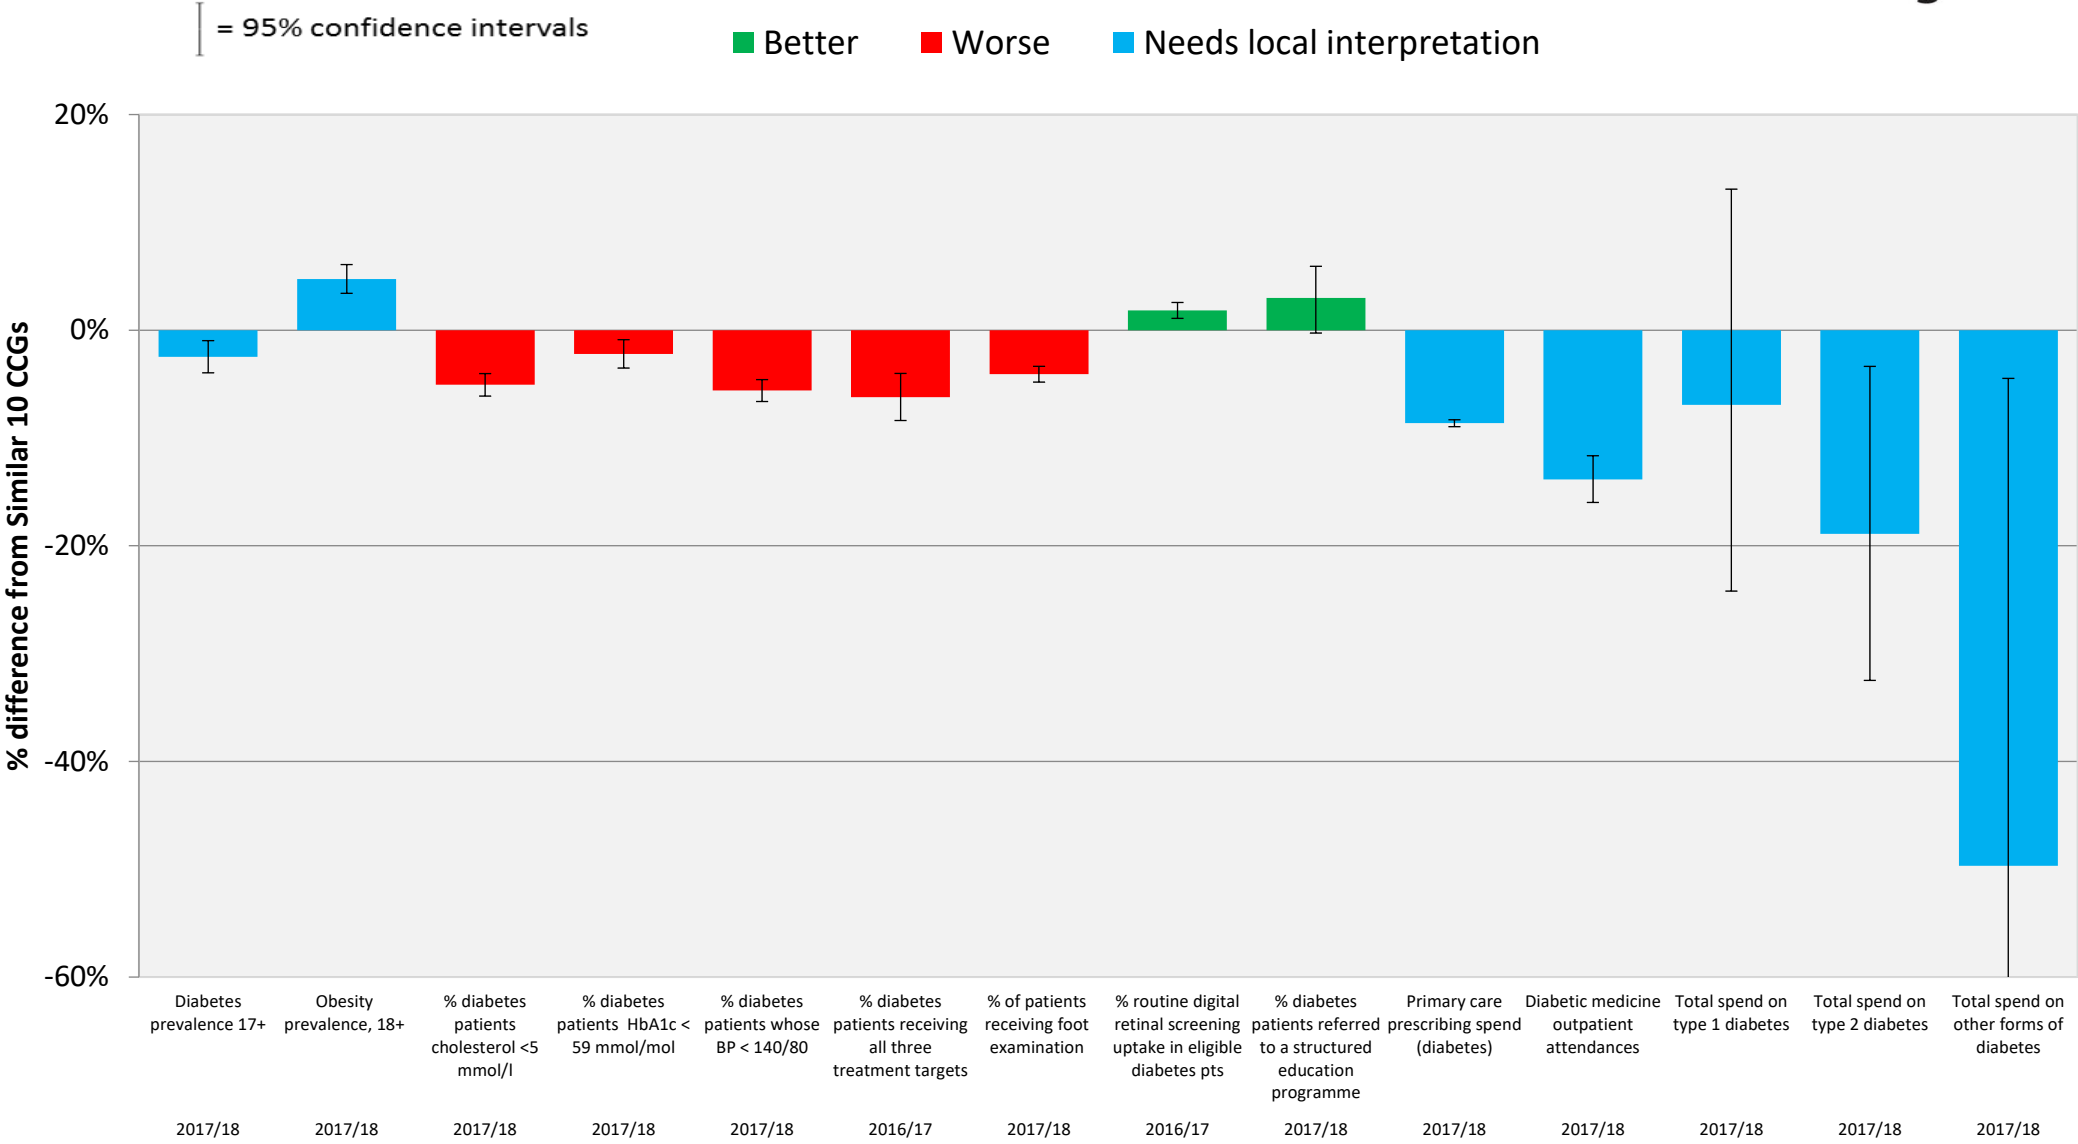 = 95% confidence intervals
Better
Worse
Needs local interpretation
% difference from Similar 10 CCGs
20%
0%
-20%
-40%
-60%
Diabetes
prevalence 17+
2017/18
Obesity
prevalence, 18+
2017/18
% diabetes
patients
cholesterol <5
mmol/l
2017/18
% diabetes
patients HbA1c <
59 mmol/mol
2017/18
% diabetes
patients whose
BP < 140/80
2017/18
% diabetes
patients receiving
all three
treatment targets
2016/17
% of patients
receiving foot
examination
2017/18
% routine digital
retinal screening
uptake in eligible
diabetes pts
2016/17
% diabetes
patients referred
to a structured
education
programme
2017/18
Primary care
prescribing spend
(diabetes)
2017/18
Diabetic medicine
outpatient
attendances
2017/18
Total spend on
type 1 diabetes
2017/18
Total spend on
type 2 diabetes
2017/18
Total spend on
other forms of
diabetes
2017/18